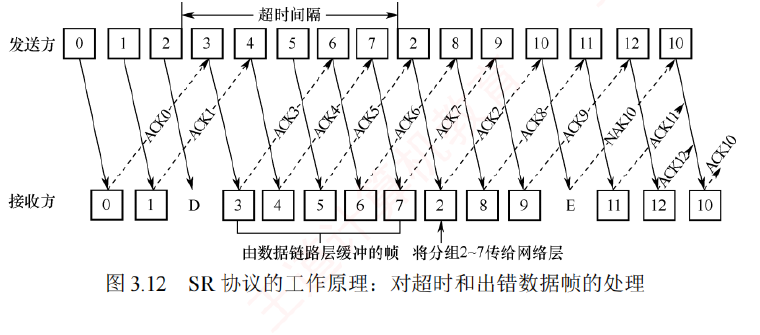 超时间隔
发送方 0 1 2 3 4 5 6 7 2 8 9 10 11 12 10
ACK0 ACK1 ACK3 ACK4 ACK5 ACK6 ACK7 ACK2 ACK8 ACK9 NAK10 ACK11 ACK12 ACK10
接收方 0 1 D 3 4 5 6 7 2 8 9 E 11 12 10
由数据链路层缓冲的帧 将分组2~7传给网络层
图 3.12 SR 协议的工作原理：对超时和出错数据帧的处理